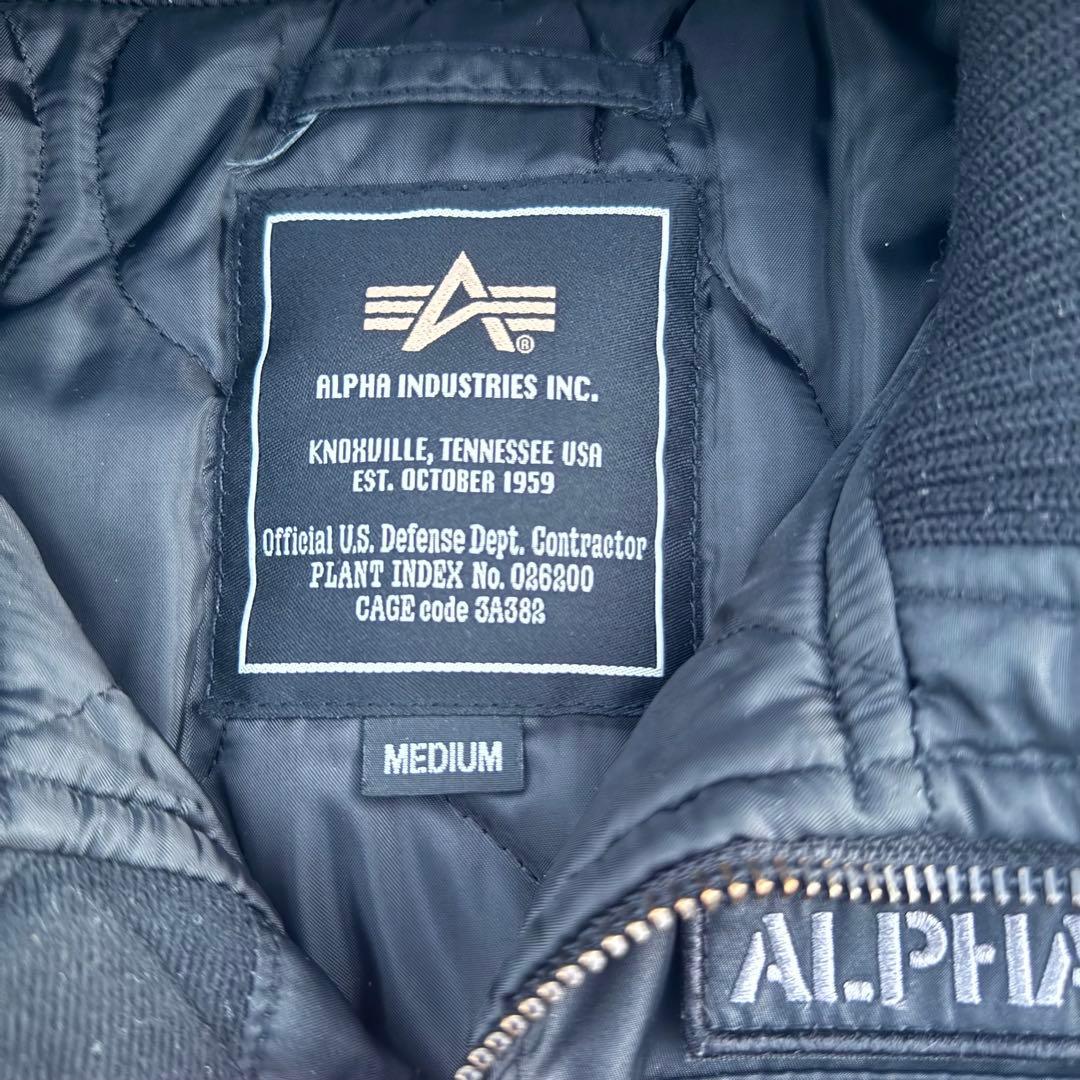 ®
ALPHA INDUSTRIES INC.
KNOXVILLE, TENNESSEE USA
EST. OCTOBER 1959
Official U.S. Defense Dept. Contractor
PLANT INDEX No. 026200
CAGE code 3A382
MEDIUM
ALPHA